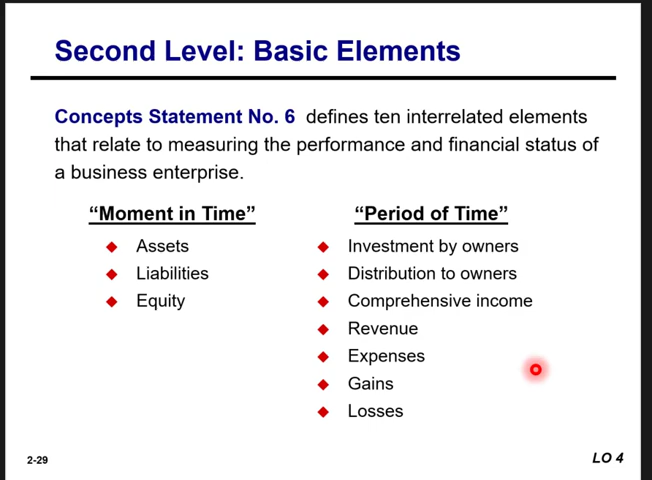 Second Level: Basic Elements
Concepts Statement No. 6 defines ten interrelated elements
that relate to measuring the performance and financial status of
a business enterprise.
“Moment in Time”
Assets
Liabilities
Equity
“Period of Time”
Investment by owners
Distribution to owners
Comprehensive income
Revenue
Expenses
Gains
Losses
2-29
LO 4